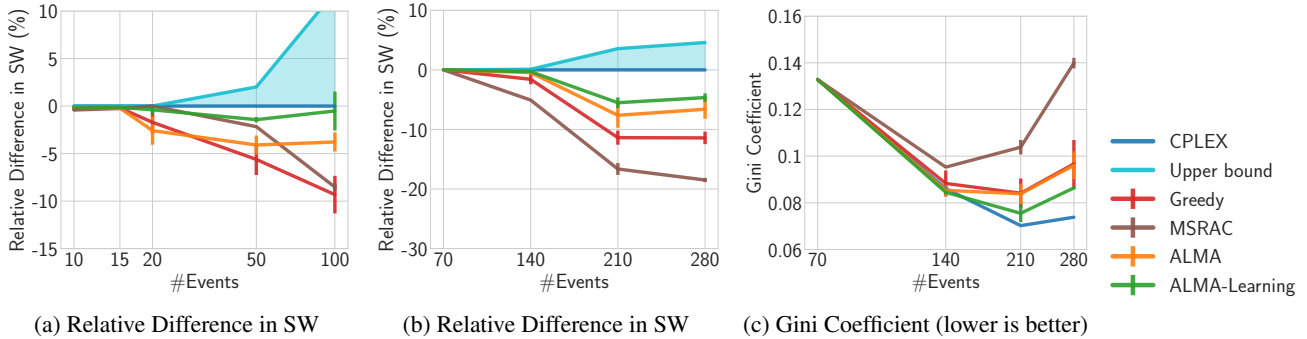 Relative Difference in SW (%)
10
5
0
-5
-10
-15
10 15 20 50 100
#Events
(a) Relative Difference in SW
Relative Difference in SW (%)
10
0
-10
-20
-30
70 140 210 280
#Events
(b) Relative Difference in SW
Gini Coefficient
0.16
0.14
0.12
0.1
0.08
0.06
70 140 210 280
#Events
(c) Gini Coefficient (lower is better)
CPLEX
Upper bound
Greedy
MSRAC
ALMA
ALMA-Learning